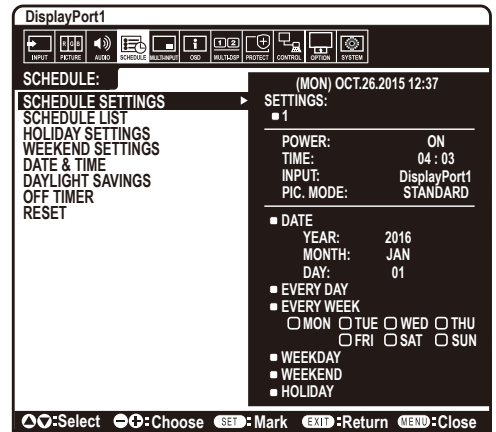 DisplayPort1
INPUT PICTURE AUDIO SCHEDULE MULTI-INPUT OSD MULTI-DSP PROTECT CONTROL OPTION SYSTEM
SCHEDULE:
SCHEDULE SETTINGS
SCHEDULE LIST
HOLIDAY SETTINGS
WEEKEND SETTINGS
DATE & TIME
DAYLIGHT SAVINGS
OFF TIMER
RESET
(MON) OCT.26.2015 12:37
SETTINGS:
1
POWER: ON
TIME: 04 : 03
INPUT: DisplayPort1
PIC. MODE: STANDARD
DATE
YEAR: 2016
MONTH: JAN
DAY: 01
EVERY DAY
EVERY WEEK
MON TUE WED THU
FRI SAT SUN
WEEKDAY
WEEKEND
HOLIDAY
:Select :Choose SET:Mark EXIT:Return MENU:Close